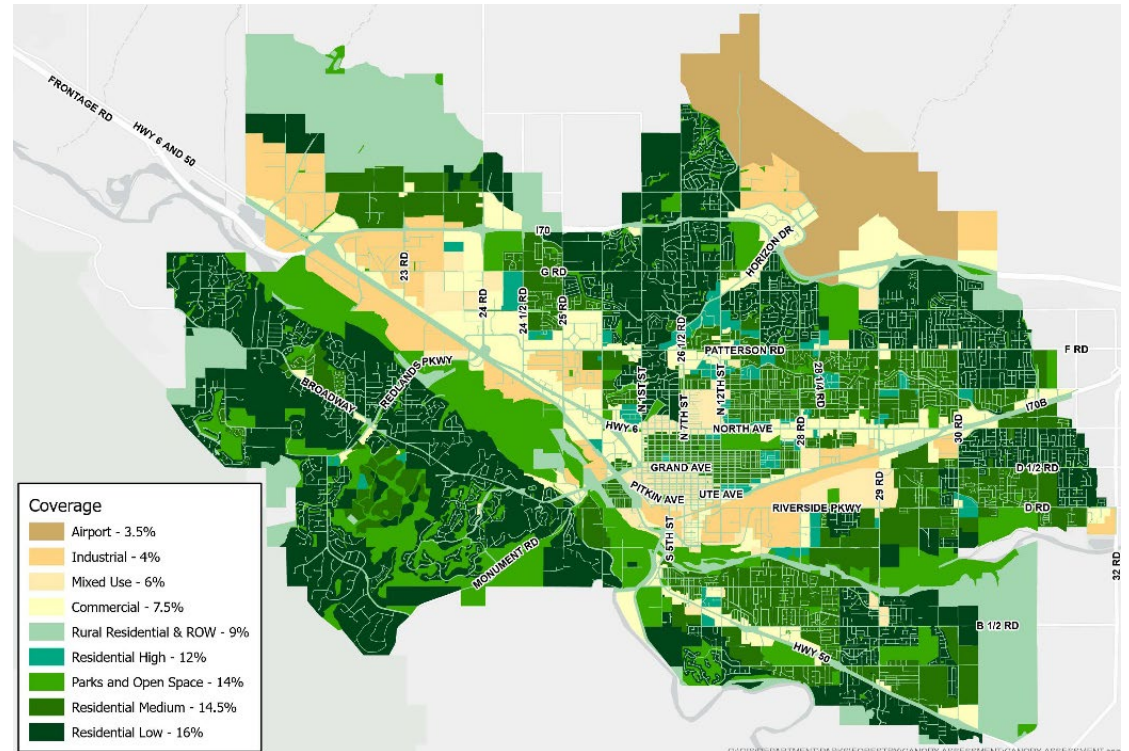 FRONTAGE RD
HWY 6 AND 50
I70
HORIZON DR
23 RD
G RD
24 RD
24 1/2 RD
25 RD
26 1/2 RD
PATTERSON RD
F RD
REDLANDS PKWY
BROADWAY
N 1ST ST
N 7TH ST
N 12TH ST
28 1/4 RD
I70B
HWY 6
NORTH AVE
28 RD
30 RD
GRAND AVE
D 1/2 RD
PITKIN AVE
UTE AVE
29 RD
RIVERSIDE PKWY
D RD
S 5TH ST
MONUMENT RD
32 RD
B 1/2 RD
HWY 50
Coverage
Airport - 3.5%
Industrial - 4%
Mixed Use - 6%
Commercial - 7.5%
Rural Residential & ROW - 9%
Residential High - 12%
Parks and Open Space - 14%
Residential Medium - 14.5%
Residential Low - 16%